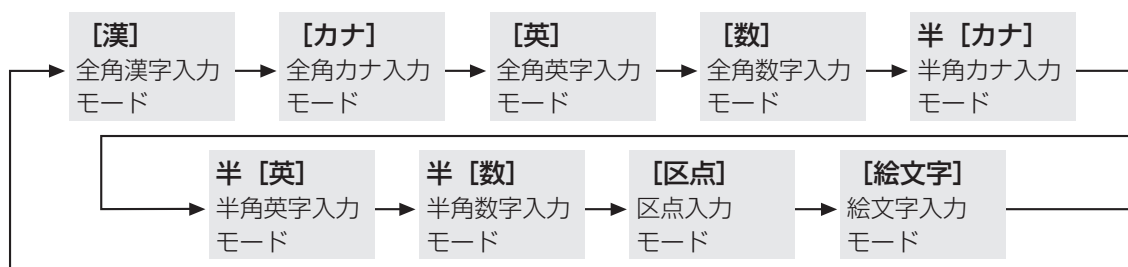 [漢]
全角漢字入力
モード
[カナ]
全角カナ入力
モード
[英]
全角英字入力
モード
[数]
全角数字入力
モード
半 [カナ]
半角カナ入力
モード
半 [英]
半角英字入力
モード
半 [数]
半角数字入力
モード
[区点]
区点入力
モード
[絵文字]
絵文字入力
モード